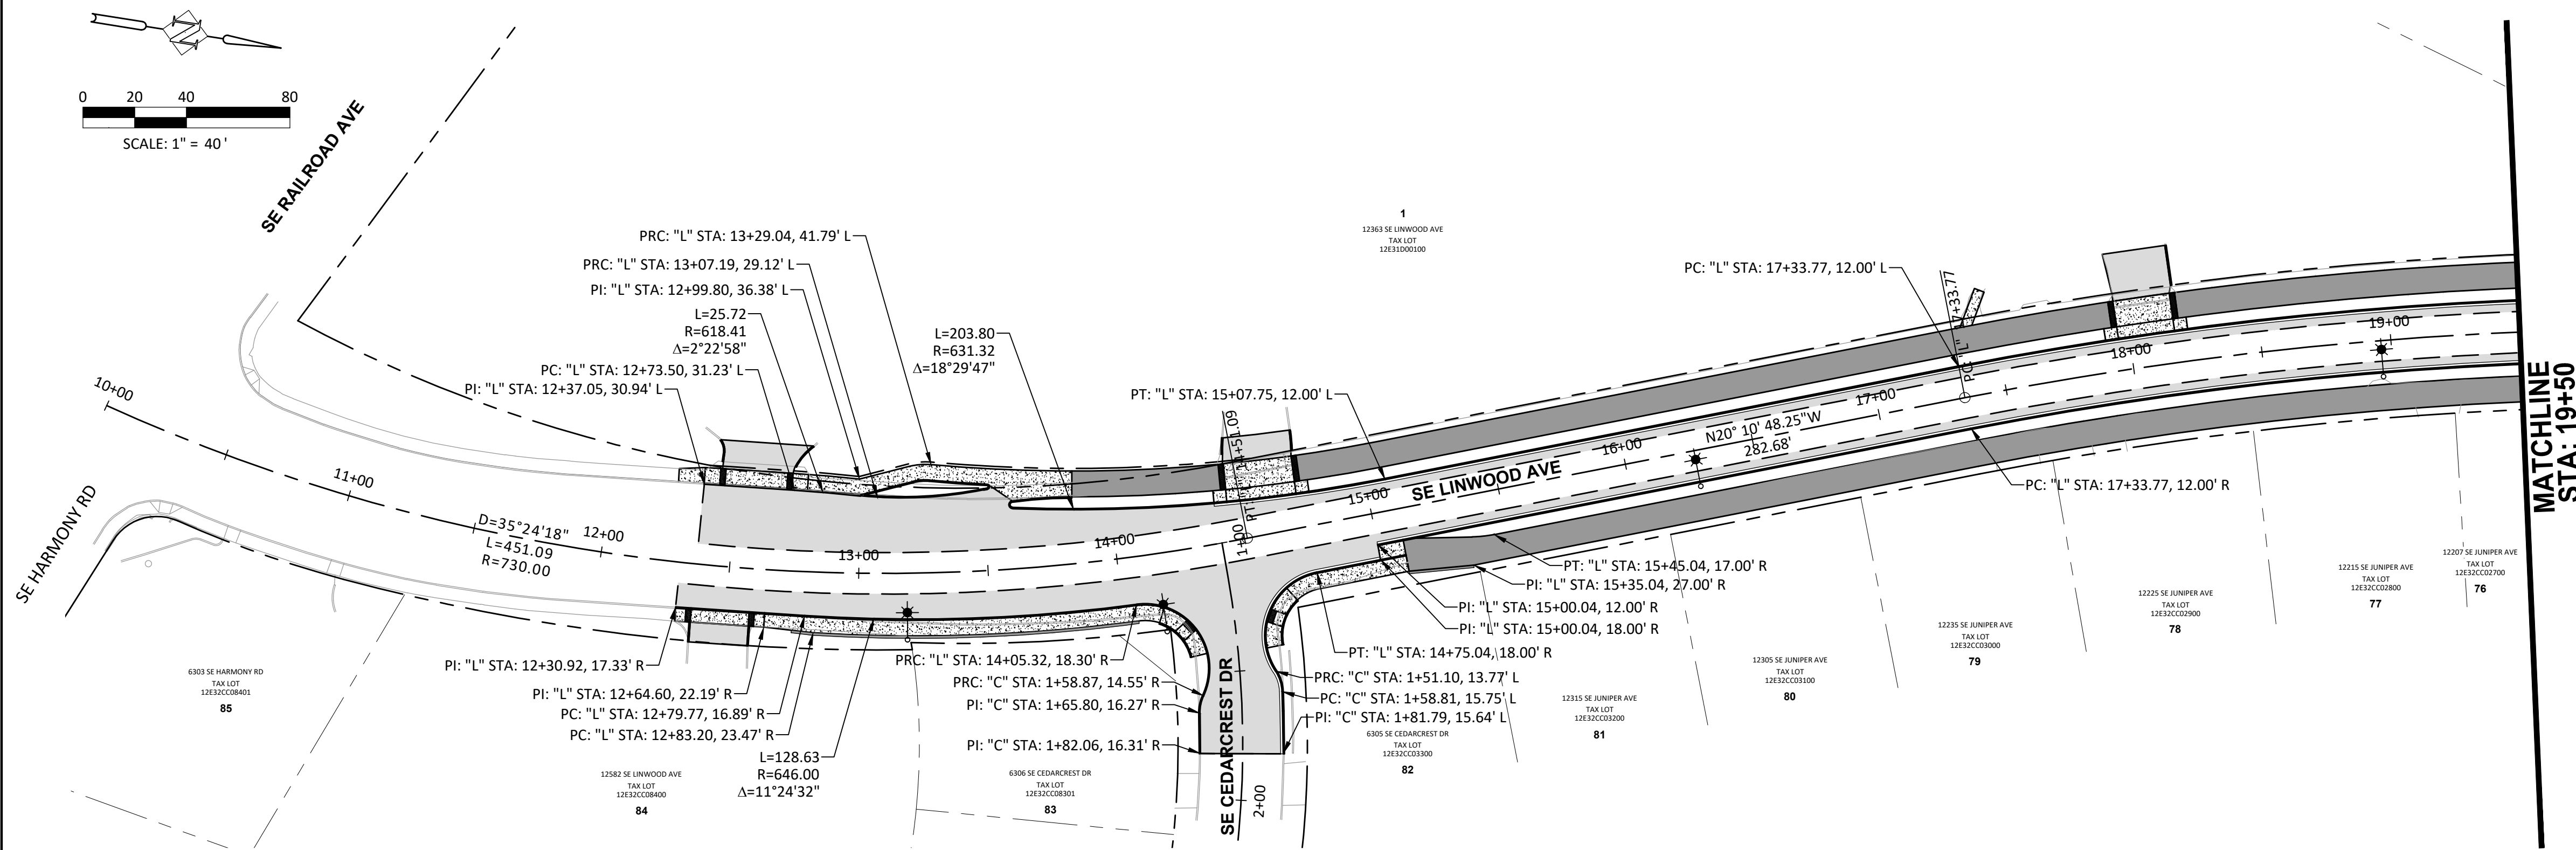 N
0 20 40 80
SCALE: 1" = 40 '
SE RAILROAD AVE
SE HARMONY RD
10+00
11+00
D=35°24'18"
L=451.09
R=730.00
12+00
13+00
14+00
15+00
16+00
17+00
18+00
19+00
PRC: "L" STA: 13+29.04, 41.79' L
PRC: "L" STA: 13+07.19, 29.12' L
PI: "L" STA: 12+99.80, 36.38' L
L=25.72
R=618.41
Δ=2°22'58"
PC: "L" STA: 12+73.50, 31.23' L
PI: "L" STA: 12+37.05, 30.94' L
L=203.80
R=631.32
Δ=18°29'47"
PT: "L" STA: 15+07.75, 12.00' L
1
12363 SE LINWOOD AVE
TAX LOT
12E31D00100
PC: "L" STA: 17+33.77, 12.00' L
PC: "L" 17+33.77
PT: "L" 14+51.09
1+00
SE LINWOOD AVE
N20° 10' 48.25"W
282.68'
PC: "L" STA: 17+33.77, 12.00' R
MATCHLINE
STA: 19+50
PT: "L" STA: 15+45.04, 17.00' R
PI: "L" STA: 15+35.04, 27.00' R
PI: "L" STA: 15+00.04, 12.00' R
PI: "L" STA: 15+00.04, 18.00' R
PT: "L" STA: 14+75.04, 18.00' R
PRC: "C" STA: 1+51.10, 13.77' L
PC: "C" STA: 1+58.81, 15.75' L
PI: "C" STA: 1+81.79, 15.64' L
PI: "L" STA: 12+30.92, 17.33' R
PI: "L" STA: 12+64.60, 22.19' R
PC: "L" STA: 12+79.77, 16.89' R
PC: "L" STA: 12+83.20, 23.47' R
L=128.63
R=646.00
Δ=11°24'32"
PRC: "L" STA: 14+05.32, 18.30' R
PRC: "C" STA: 1+58.87, 14.55' R
PI: "C" STA: 1+65.80, 16.27' R
PI: "C" STA: 1+82.06, 16.31' R
SE CEDARCREST DR
2+00
6303 SE HARMONY RD
TAX LOT
12E32CC08401
85
12582 SE LINWOOD AVE
TAX LOT
12E32CC08400
84
6306 SE CEDARCREST DR
TAX LOT
12E32CC08301
83
6305 SE CEDARCREST DR
TAX LOT
12E32CC03300
82
12315 SE JUNIPER AVE
TAX LOT
12E32CC03200
81
12305 SE JUNIPER AVE
TAX LOT
12E32CC03100
80
12235 SE JUNIPER AVE
TAX LOT
12E32CC03000
79
12225 SE JUNIPER AVE
TAX LOT
12E32CC02900
78
12215 SE JUNIPER AVE
TAX LOT
12E32CC02800
77
12207 SE JUNIPER AVE
TAX LOT
12E32CC02700
76